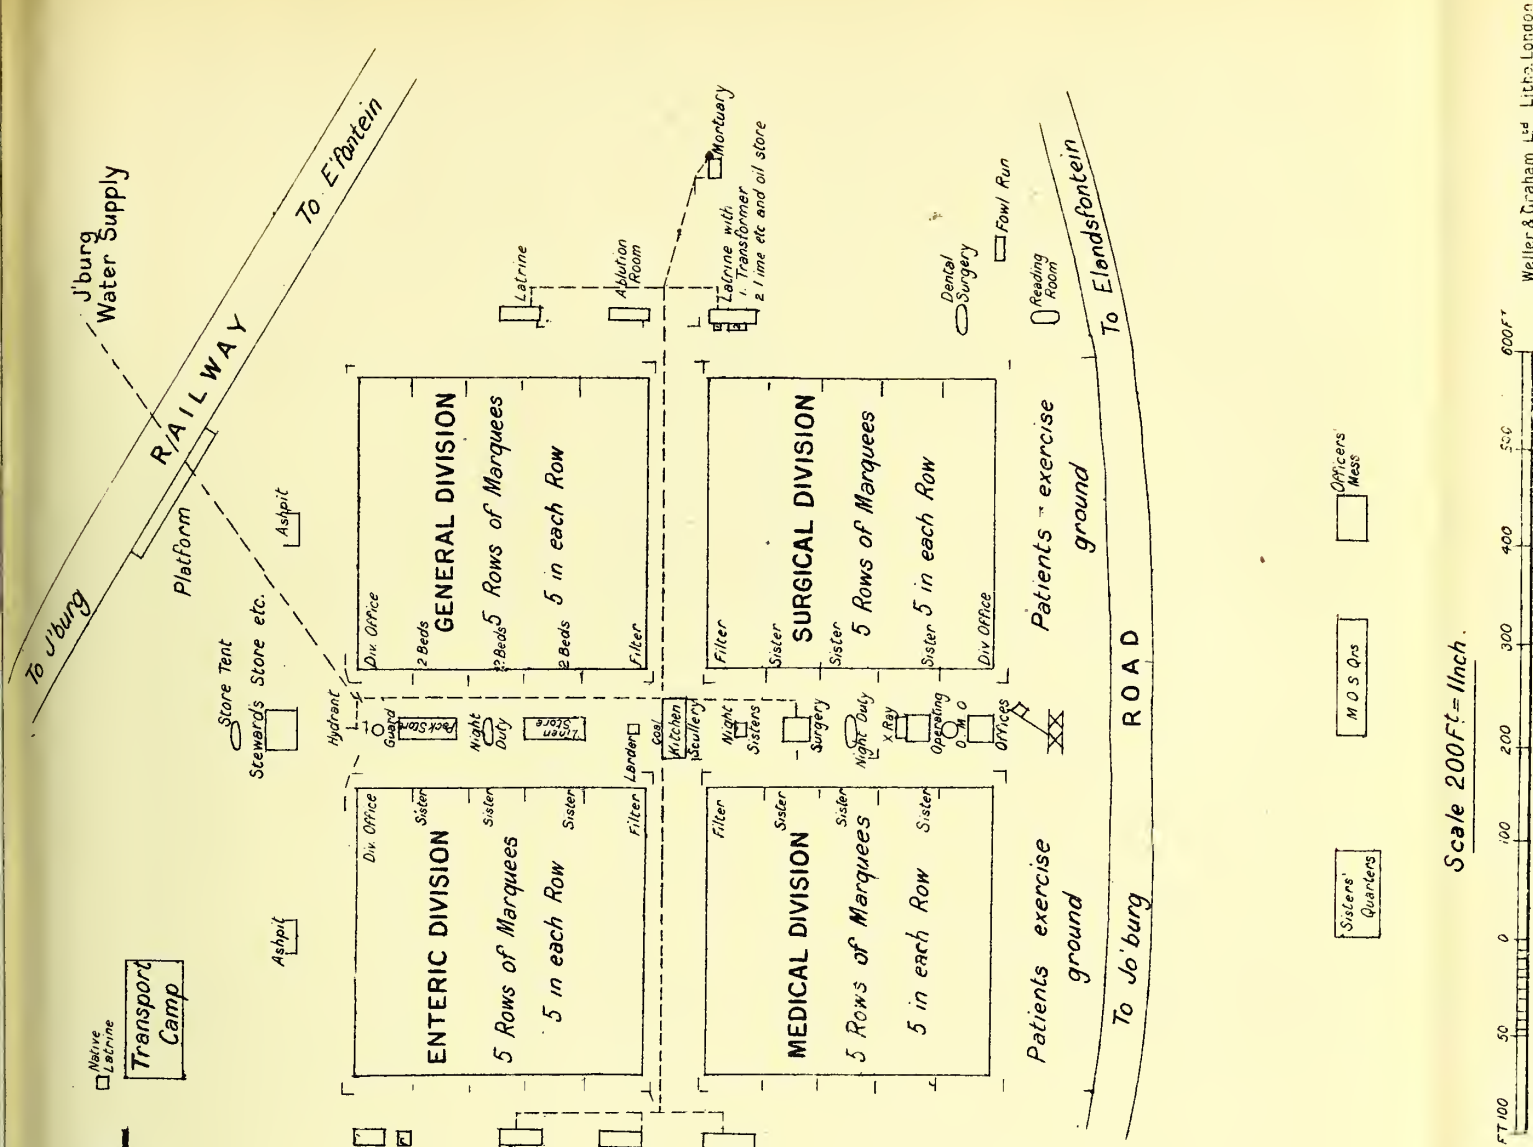 J'burg
Water Supply
To E'fontein
R/AILWAY
To J'burg
Platform
Native
Latrine
Transport
Camp
Ashpit
Ashpit
Store Tent
Stewards Store etc.
Hydrant
Guard
Pack Store
Night
Duty
Linen
Store
Larder
Coal
Kitchen
Scullery
Night
Sisters
Surgery
Night Duty
X Ray
Operating
D. M O
Offices
Latrine
Ablution
Room
Latrine with
1. Transformer
2 Lime etc and oil store
Mortuary
Dental
Surgery
Fowl Run
Reading
Room
ENTERIC DIVISION
5 Rows of Marquees
5 in each Row
Div. Office
Sister
Sister
Sister
Filter
GENERAL DIVISION
5 Rows of Marquees
5 in each Row
Div. Office
2 Beds
2 Beds
2 Beds
Filter
MEDICAL DIVISION
5 Rows of Marquees
5 in each Row
Filter
Sister
Sister
Sister
SURGICAL DIVISION
5 Rows of Marquees
5 in each Row
Filter
Sister
Sister
Sister
Div Office
Patients exercise
ground
Patients - exercise
ground
To Jo'burg
ROAD
To Elandsfontein
Sisters'
Quarters
M O S Qrs
Officers'
Mess
Scale 200Ft = 1Inch.
FT 100
50
0
100
200
300
400
500
600FT
Weller & Graham Ltd Litho. London